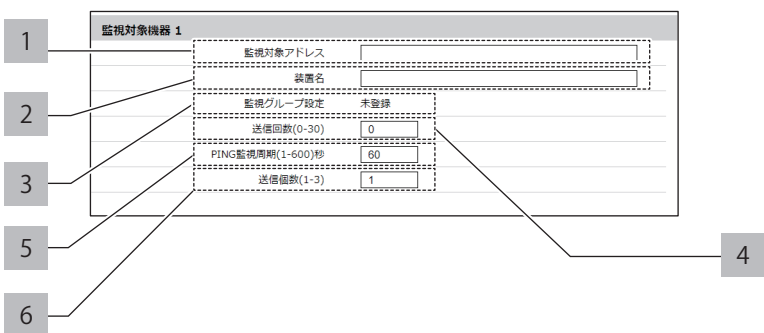 監視対象機器 1
1
監視対象アドレス
装置名
2
監視グループ設定 未登録
送信回数(0-30) 0
PING監視周期(1-600)秒 60
3
送信個数(1-3) 1
5
4
6